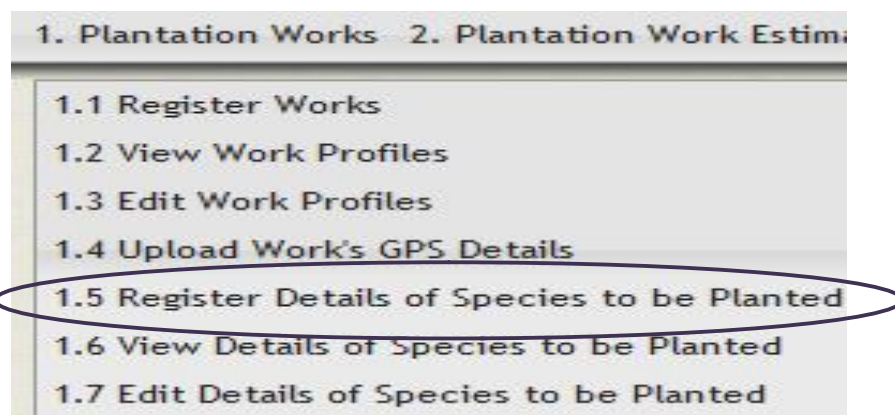 1. Plantation Works 2. Plantation Work
1.1 Register Works
1.2 View Work Profiles
1.3 Edit Work Profiles
1.4 Upload Work's GPS Details
1.5 Register Details of Species to be Planted
1.6 View Details of Species to be Planted
1.7 Edit Details of Species to be Planted